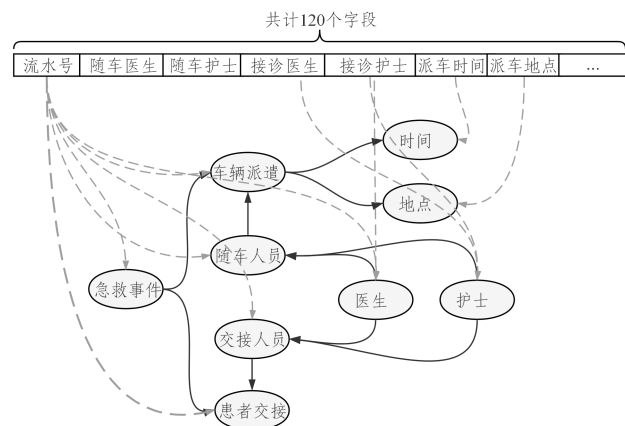 共计120个字段
流水号 随车医生 随车护士 接诊医生 接诊护士 派车时间 派车地点 ...
时间
车辆派遣
地点
随车人员
急救事件 医生 护士
交接人员
患者交接